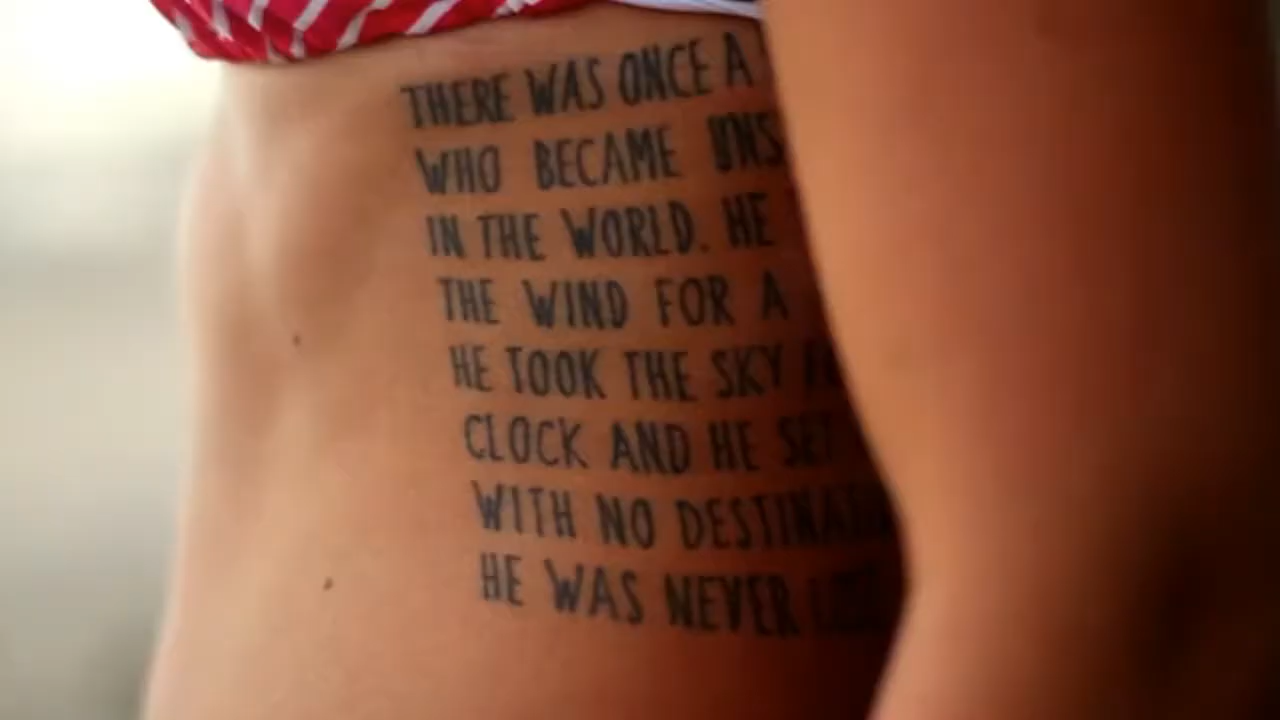 THERE WAS ONCE A
WHO BECAME
IN THE WORLD. HE
THE WIND FOR A
HE TOOK THE SKY
CLOCK AND HE SET
WITH NO
HE WAS NEVER